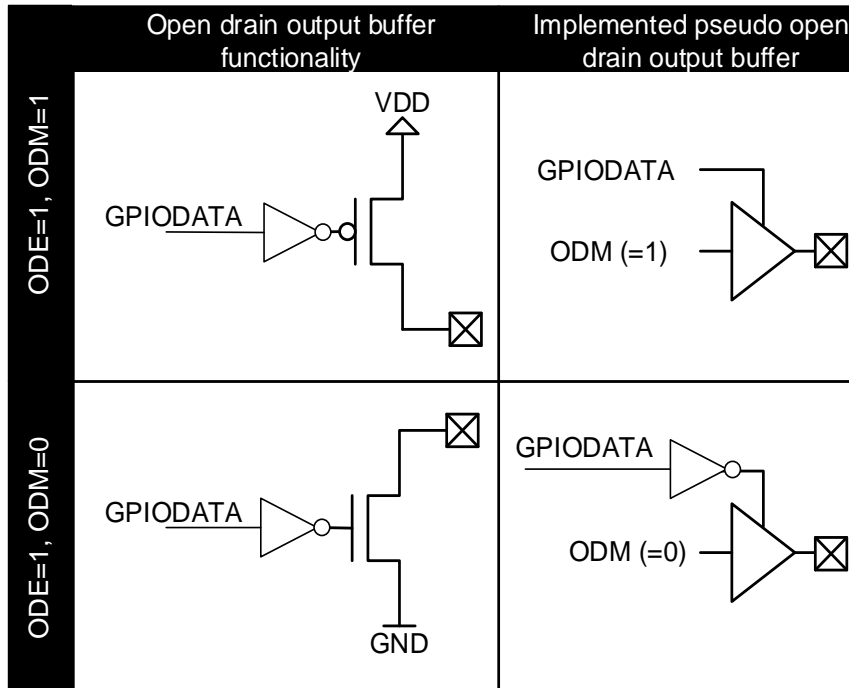 Open drain output buffer
functionality
Implemented pseudo open
drain output buffer
ODE=1, ODM=1
VDD
GPIODATA
GPIODATA
ODM (=1)
ODE=1, ODM=0
GPIODATA
GND
GPIODATA
ODM (=0)